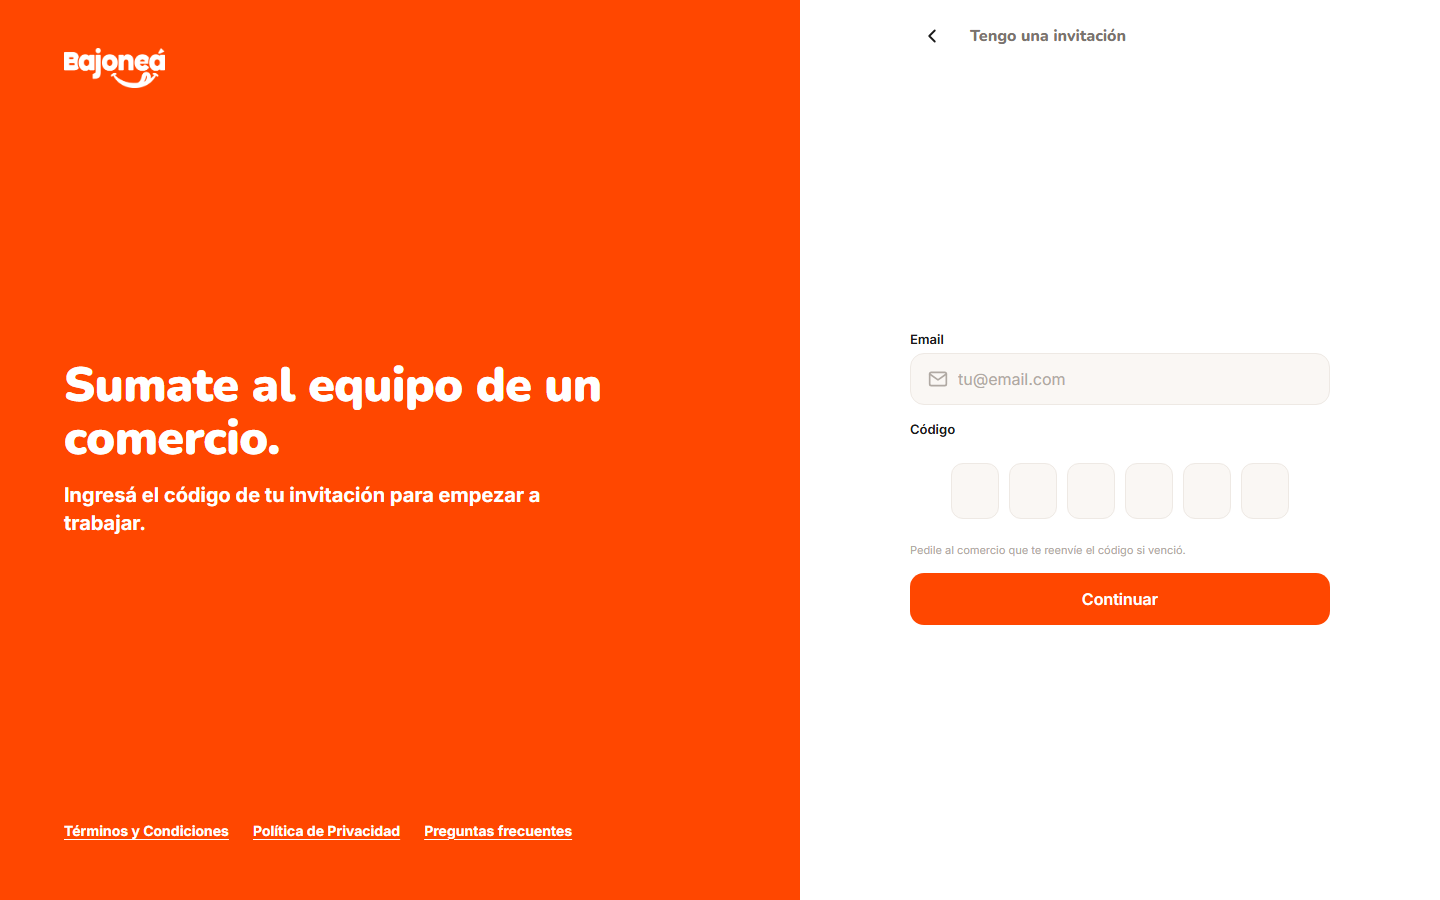 Bajoneá
Sumate al equipo de un
comercio.
Ingresá el código de tu invitación para empezar a
trabajar.
Términos y Condiciones Política de Privacidad Preguntas frecuentes
Tengo una invitación
Email
tu@email.com
Código
Pedile al comercio que te reenvíe el código si venció.
Continuar